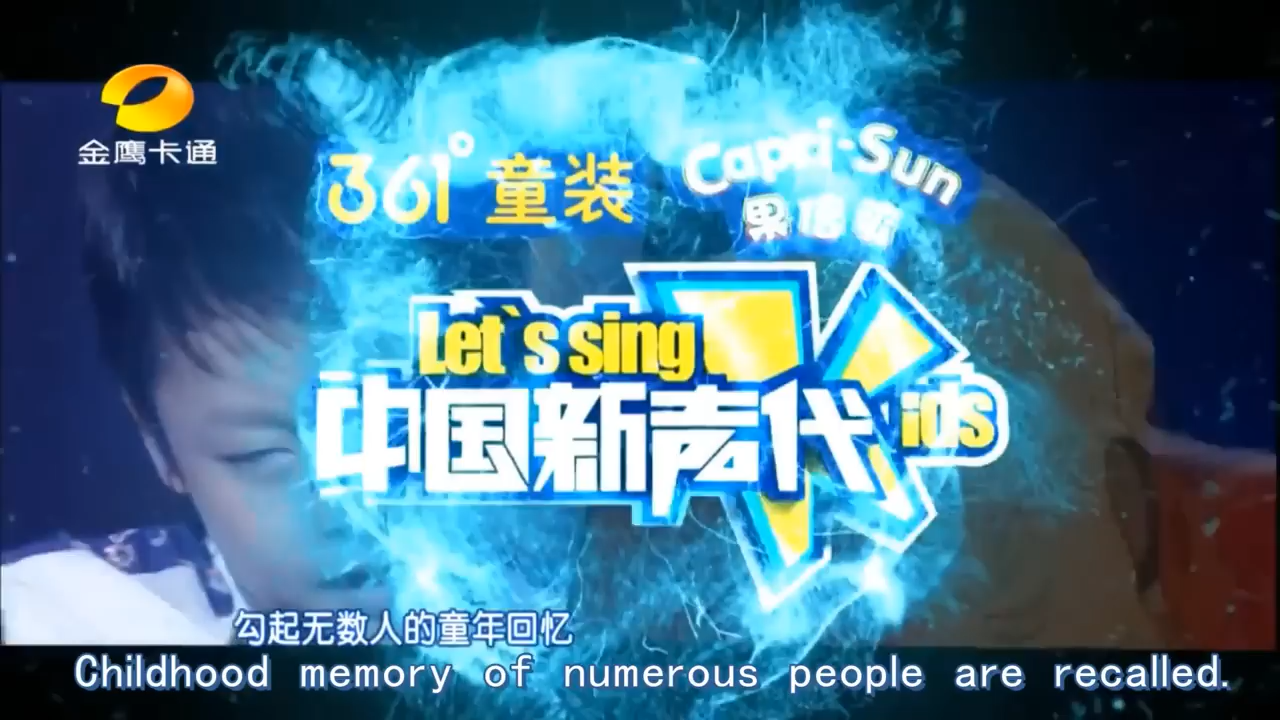 金鹰卡通
361° 童装
Capri-Sun
果倍爽
Let`s sing
Kids
中国新声代
勾起无数人的童年回忆
Childhood memory of numerous people are recalled.